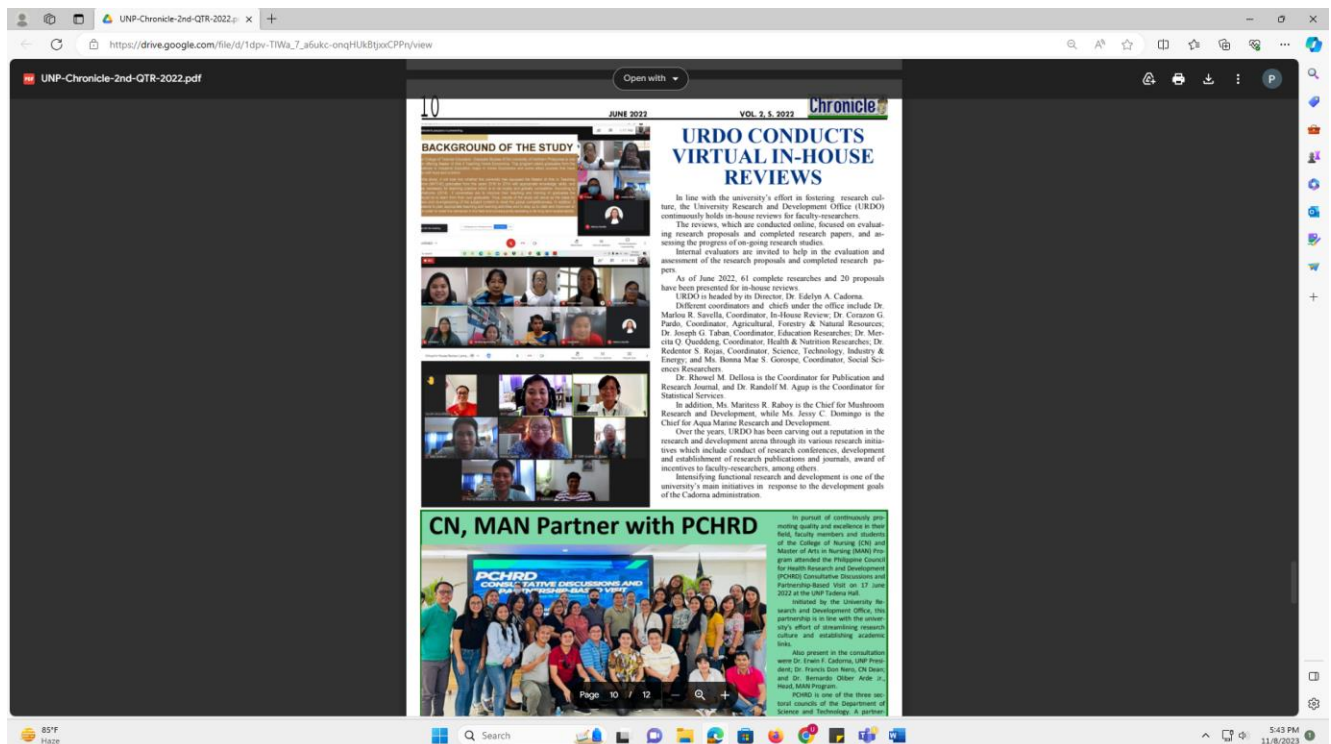 UNP-Chronicle-2nd-QTR-2022.p
https://drive.google.com/file/d/1dpv-TIWa_7_a6ukc-onqHUkBtjxxCPPn/view
UNP-Chronicle-2nd-QTR-2022.pdf
Open with
P
10
JUNE 2022
VOL. 2, S. 2022
Chronicle
BACKGROUND OF THE STUDY
URDO CONDUCTS
VIRTUAL IN-HOUSE
REVIEWS
In line with the university's effort in fostering research cul-
ture, the University Research and Development Office (URDO)
continuously holds in-house reviews for faculty-researchers.
The reviews, which are conducted online, focused on evaluat-
ing research proposals and completed research papers, and as-
sessing the progress of on-going research studies.
Internal evaluators are invited to help in the evaluation and
assessment of the research proposals and completed research pa-
pers.
As of June 2022, 61 complete researches and 20 proposals
have been presented for in-house reviews.
URDO is headed by its Director, Dr. Edelyn A. Cadorna.
Different coordinators and chiefs under the office include Dr.
Marlou R. Savella, Coordinator, In-House Review; Dr. Corazon G.
Pardo, Coordinator, Agricultural, Forestry & Natural Resources;
Dr. Joseph G. Taban, Coordinator, Education Researches; Dr. Mer-
cita Q. Queddeng, Coordinator, Health & Nutrition Researches; Dr.
Redentor S. Rojas, Coordinator, Science, Technology, Industry &
Energy; and Ms. Bonna Mae S. Gorospe, Coordinator, Social Sci-
ences Researchers.
Dr. Rhowel M. Dellosa is the Coordinator for Publication and
Research Journal, and Dr. Randolf M. Agup is the Coordinator for
Statistical Services.
In addition, Ms. Maritess R. Raboy is the Chief for Mushroom
Research and Development, while Ms. Jessy C. Domingo is the
Chief for Aqua Marine Research and Development.
Over the years, URDO has been carving out a reputation in the
research and development arena through its various research initia-
tives which include conduct of research conferences, development
and establishment of research publications and journals, award of
incentives to faculty-researchers, among others.
Intensifying functional research and development is one of the
university's main initiatives in response to the development goals
of the Cadorna administration.
CN, MAN Partner with PCHRD
PCHRD
CONSULTATIVE DISCUSSIONS AND
PARTNERSHIP-BASED VISIT
In pursuit of continuously pro-
moting quality and excellence in their
field, faculty members and students
of the College of Nursing (CN) and
Master of Arts in Nursing (MAN) Pro-
gram attended the Philippine Council
for Health Research and Development
(PCHRD) Consultative Discussions and
Partnership-Based Visit on 17 June
2022 at the UNP Tadena Hall.
Initiated by the University Re-
search and Development Office, this
partnership is in line with the univer-
sity's effort of streamlining research
culture and establishing academic
links.
Also present in the consultation
were Dr. Erwin F. Cadorna, UNP Presi-
dent, Dr. Francis Don Nero, CN Dean;
and Dr. Bernardo Oliber Arde Jr.,
Head, MAN Program.
PCHRD is one of the three sec-
toral councils of the Department of
Science and Technology. A partner-
Page 10 / 12
85°F
Haze
Search
5:43 PM
11/8/2023